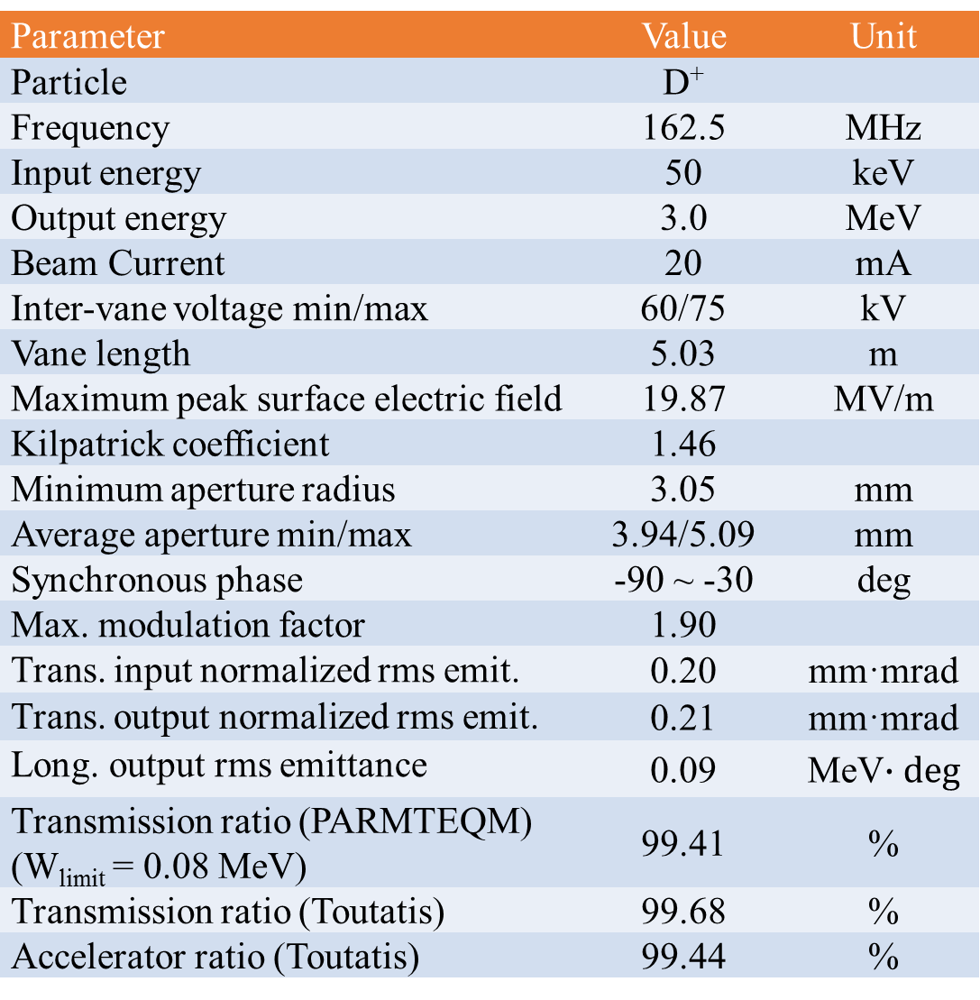 Parameter Value Unit
Particle D⁺
Frequency 162.5 MHz
Input energy 50 keV
Output energy 3.0 MeV
Beam Current 20 mA
Inter-vane voltage min/max 60/75 kV
Vane length 5.03 m
Maximum peak surface electric field 19.87 MV/m
Kilpatrick coefficient 1.46
Minimum aperture radius 3.05 mm
Average aperture min/max 3.94/5.09 mm
Synchronous phase -90 ~ -30 deg
Max. modulation factor 1.90
Trans. input normalized rms emit. 0.20 mm·mrad
Trans. output normalized rms emit. 0.21 mm·mrad
Long. output rms emittance 0.09 MeV· deg
Transmission ratio (PARMTEQM)
(Wlimit = 0.08 MeV) 99.41 %
Transmission ratio (Toutatis) 99.68 %
Accelerator ratio (Toutatis) 99.44 %